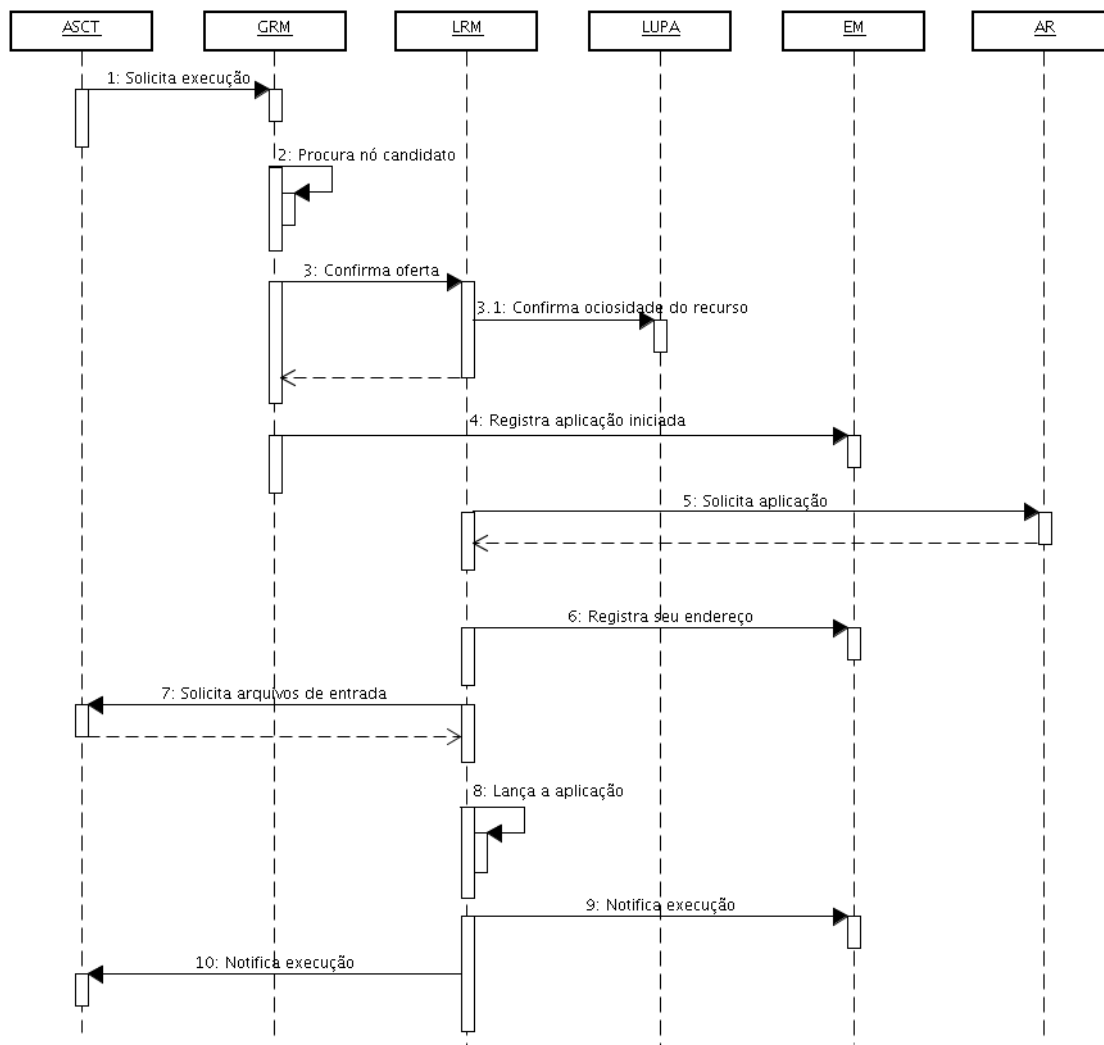 ASCT
GRM
LRM
LUPA
EM
AR
1: Solicita execução
2: Procura nó candidato
3: Confirma oferta
3.1: Confirma ociosidade do recurso
4: Registra aplicação iniciada
5: Solicita aplicação
6: Registra seu endereço
7: Solicita arquivos de entrada
8: Lança a aplicação
9: Notifica execução
10: Notifica execução